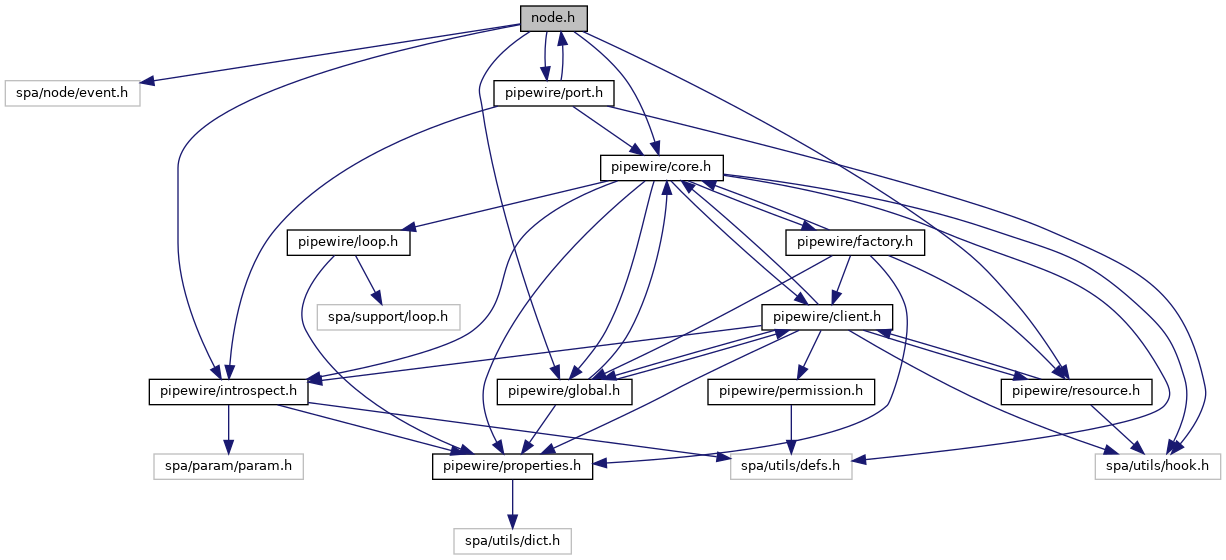 node.h
spa/node/event.h
pipewire/port.h
pipewire/core.h
pipewire/loop.h
pipewire/factory.h
spa/support/loop.h
pipewire/client.h
pipewire/introspect.h
pipewire/global.h
pipewire/permission.h
pipewire/resource.h
spa/param/param.h
pipewire/properties.h
spa/utils/defs.h
spa/utils/hook.h
spa/utils/dict.h